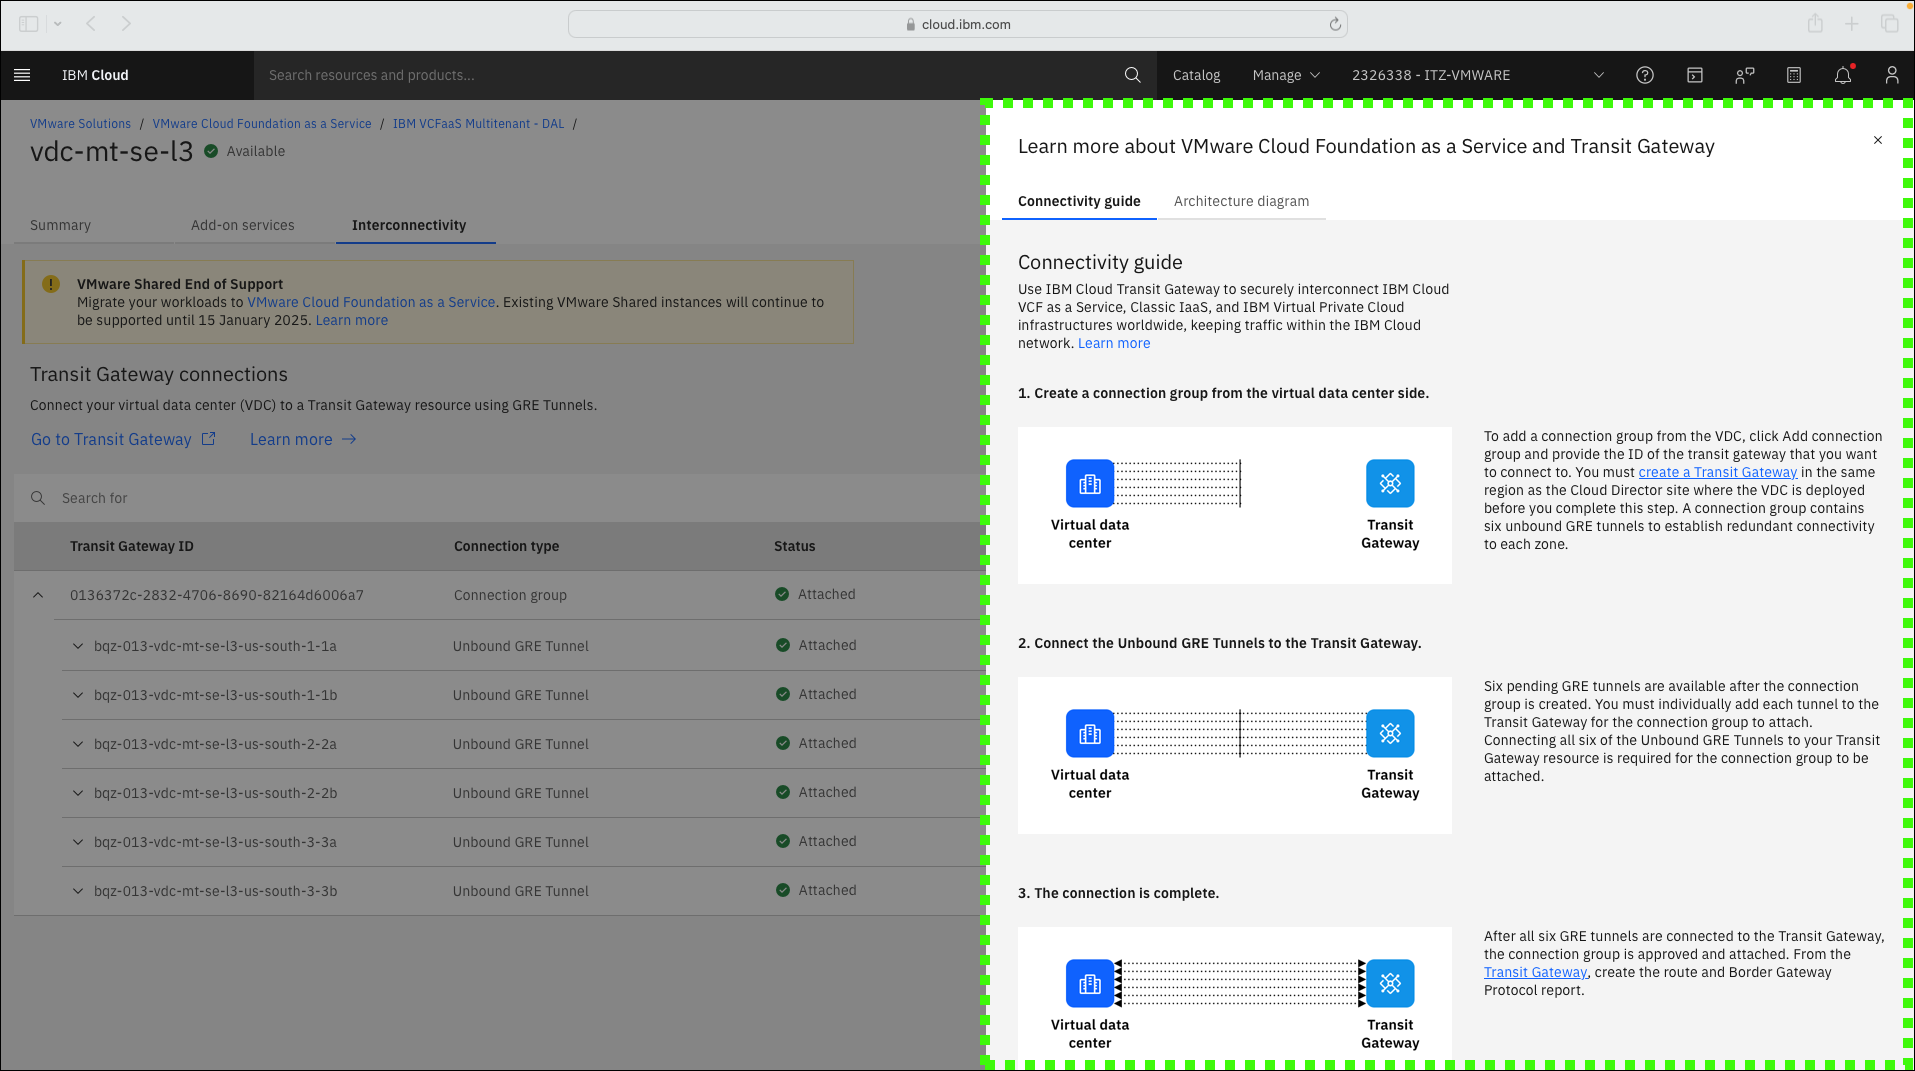 cloud.ibm.com
IBM Cloud
Search resources and products...
Catalog
Manage
2326338 - ITZ-VMWARE
VMware Solutions / VMware Cloud Foundation as a Service / IBM VCFaaS Multitenant - DAL /
vdc-mt-se-l3
Available
Summary
Add-on services
Interconnectivity
VMware Shared End of Support
Migrate your workloads to VMware Cloud Foundation as a Service. Existing VMware Shared instances will continue to
be supported until 15 January 2025. Learn more
Transit Gateway connections
Connect your virtual data center (VDC) to a Transit Gateway resource using GRE Tunnels.
Go to Transit Gateway
Learn more
Search for
Transit Gateway ID Connection type Status
0136372c-2832-4706-8690-82164d6006a7 Connection group Attached
bqz-013-vdc-mt-se-l3-us-south-1-1a Unbound GRE Tunnel Attached
bqz-013-vdc-mt-se-l3-us-south-1-1b Unbound GRE Tunnel Attached
bqz-013-vdc-mt-se-l3-us-south-2-2a Unbound GRE Tunnel Attached
bqz-013-vdc-mt-se-l3-us-south-2-2b Unbound GRE Tunnel Attached
bqz-013-vdc-mt-se-l3-us-south-3-3a Unbound GRE Tunnel Attached
bqz-013-vdc-mt-se-l3-us-south-3-3b Unbound GRE Tunnel Attached
Learn more about VMware Cloud Foundation as a Service and Transit Gateway
Connectivity guide
Architecture diagram
Connectivity guide
Use IBM Cloud Transit Gateway to securely interconnect IBM Cloud
VCF as a Service, Classic IaaS, and IBM Virtual Private Cloud
infrastructures worldwide, keeping traffic within the IBM Cloud
network. Learn more
1. Create a connection group from the virtual data center side.
Virtual data
center
Transit
Gateway
To add a connection group from the VDC, click Add connection
group and provide the ID of the transit gateway that you want
to connect to. You must create a Transit Gateway in the same
region as the Cloud Director site where the VDC is deployed
before you complete this step. A connection group contains
six unbound GRE tunnels to establish redundant connectivity
to each zone.
2. Connect the Unbound GRE Tunnels to the Transit Gateway.
Virtual data
center
Transit
Gateway
Six pending GRE tunnels are available after the connection
group is created. You must individually add each tunnel to the
Transit Gateway for the connection group to attach.
Connecting all six of the Unbound GRE Tunnels to your Transit
Gateway resource is required for the connection group to be
attached.
3. The connection is complete.
Virtual data
center
Transit
Gateway
After all six GRE tunnels are connected to the Transit Gateway,
the connection group is approved and attached. From the
Transit Gateway, create the route and Border Gateway
Protocol report.